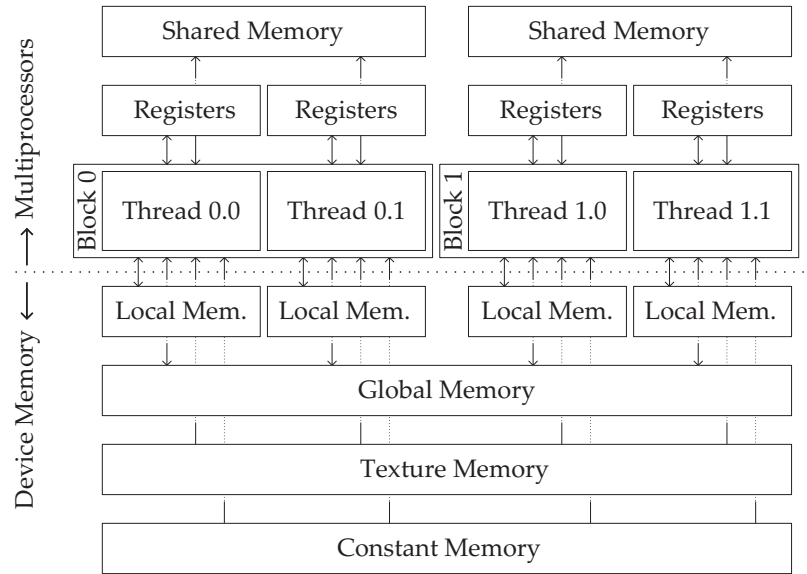 Shared Memory
Shared Memory
Registers
Registers
Registers
Registers
Block 0
Thread 0.0
Thread 0.1
Block 1
Thread 1.0
Thread 1.1
Multiprocessors
Local Mem.
Local Mem.
Local Mem.
Local Mem.
Global Memory
Texture Memory
Constant Memory
Device Memory